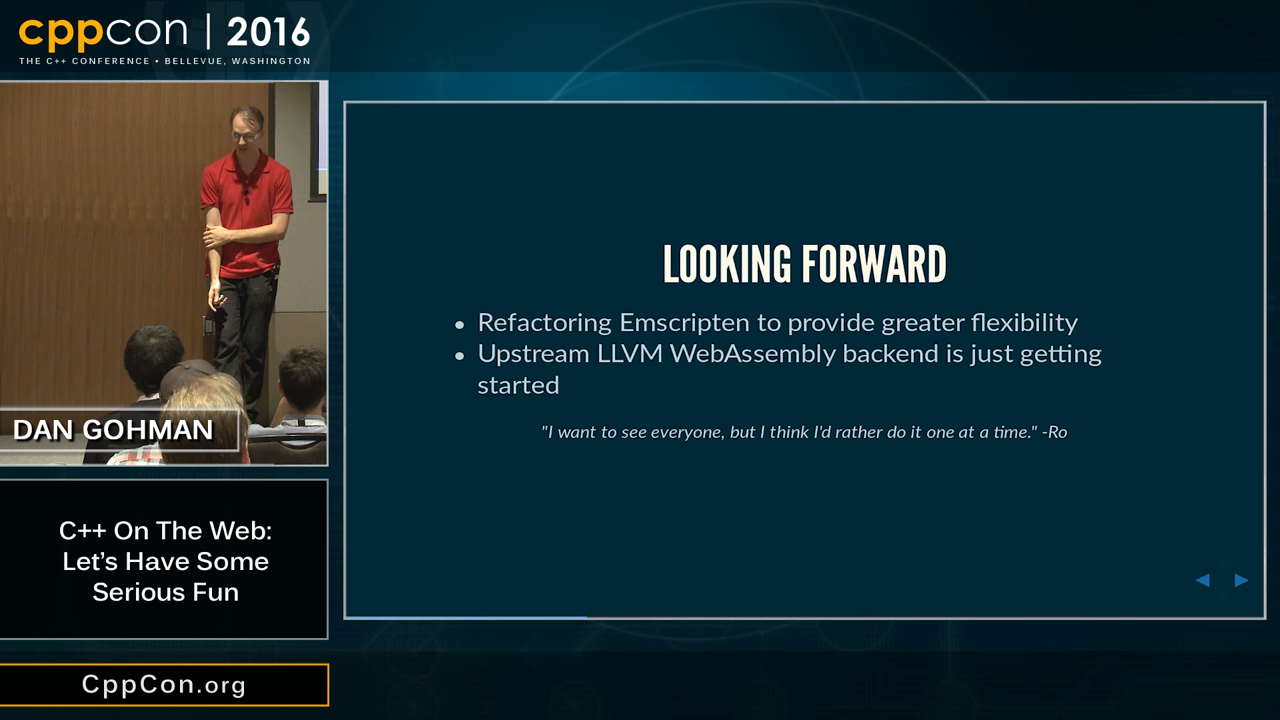 cppcon | 2016
THE C++ CONFERENCE • BELLEVUE, WASHINGTON
LOOKING FORWARD
• Refactoring Emscripten to provide greater flexibility
• Upstream LLVM WebAssembly backend is just getting
started
"I want to see everyone, but I think I'd rather do it one at a time." -Ro
DAN GOHMAN
C++ On The Web:
Let's Have Some
Serious Fun
CppCon.org